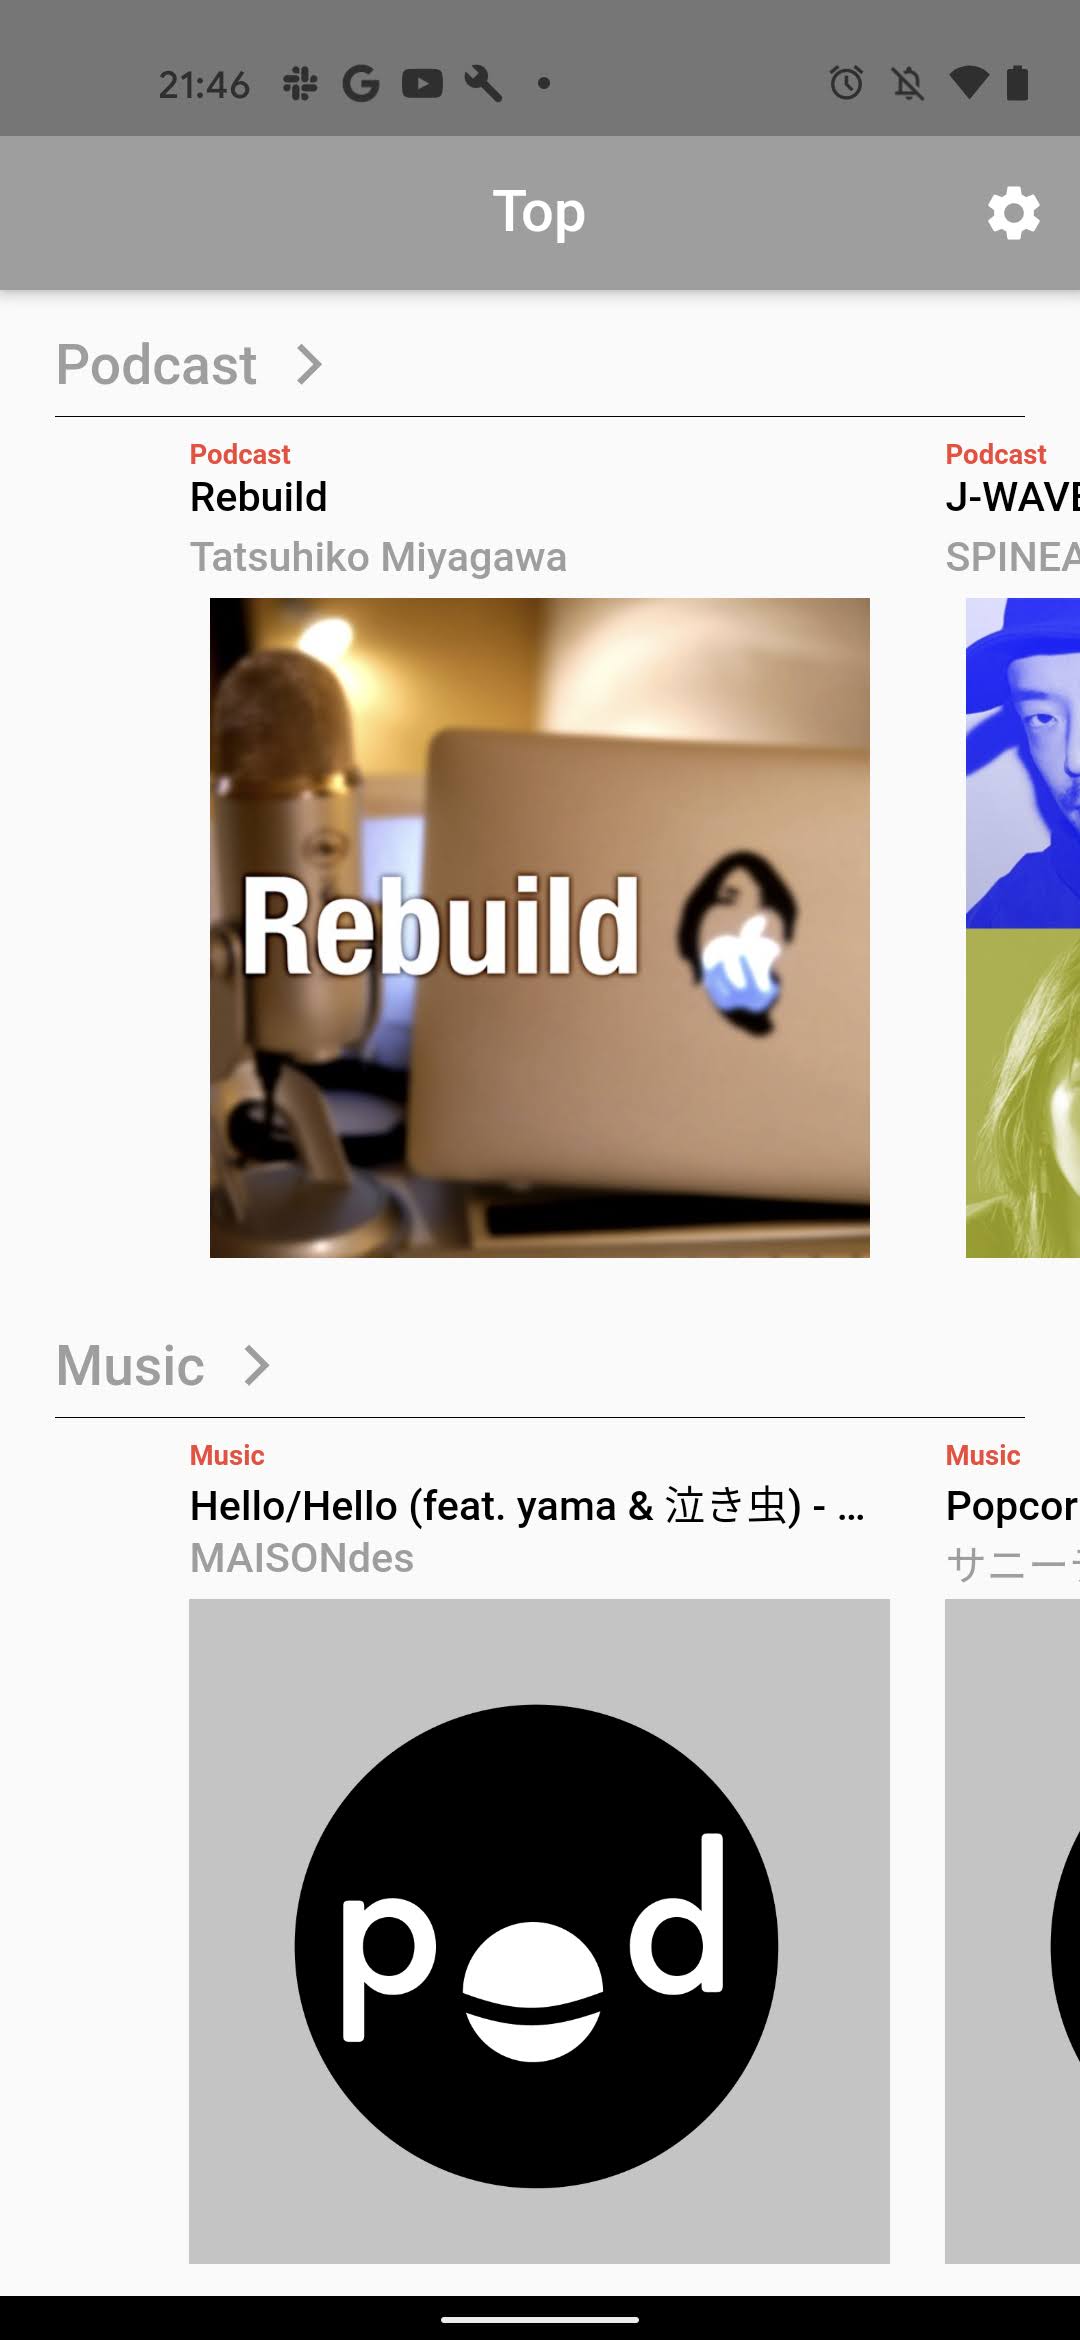 21:46
Top
Podcast
Podcast
Rebuild
Tatsuhiko Miyagawa
Rebuild
Podcast
J-WAVE
SPINEA
Music
Music
Hello/Hello (feat. yama & 泣き虫) - ...
MAISONdes
pod
Music
Popcor
サニー